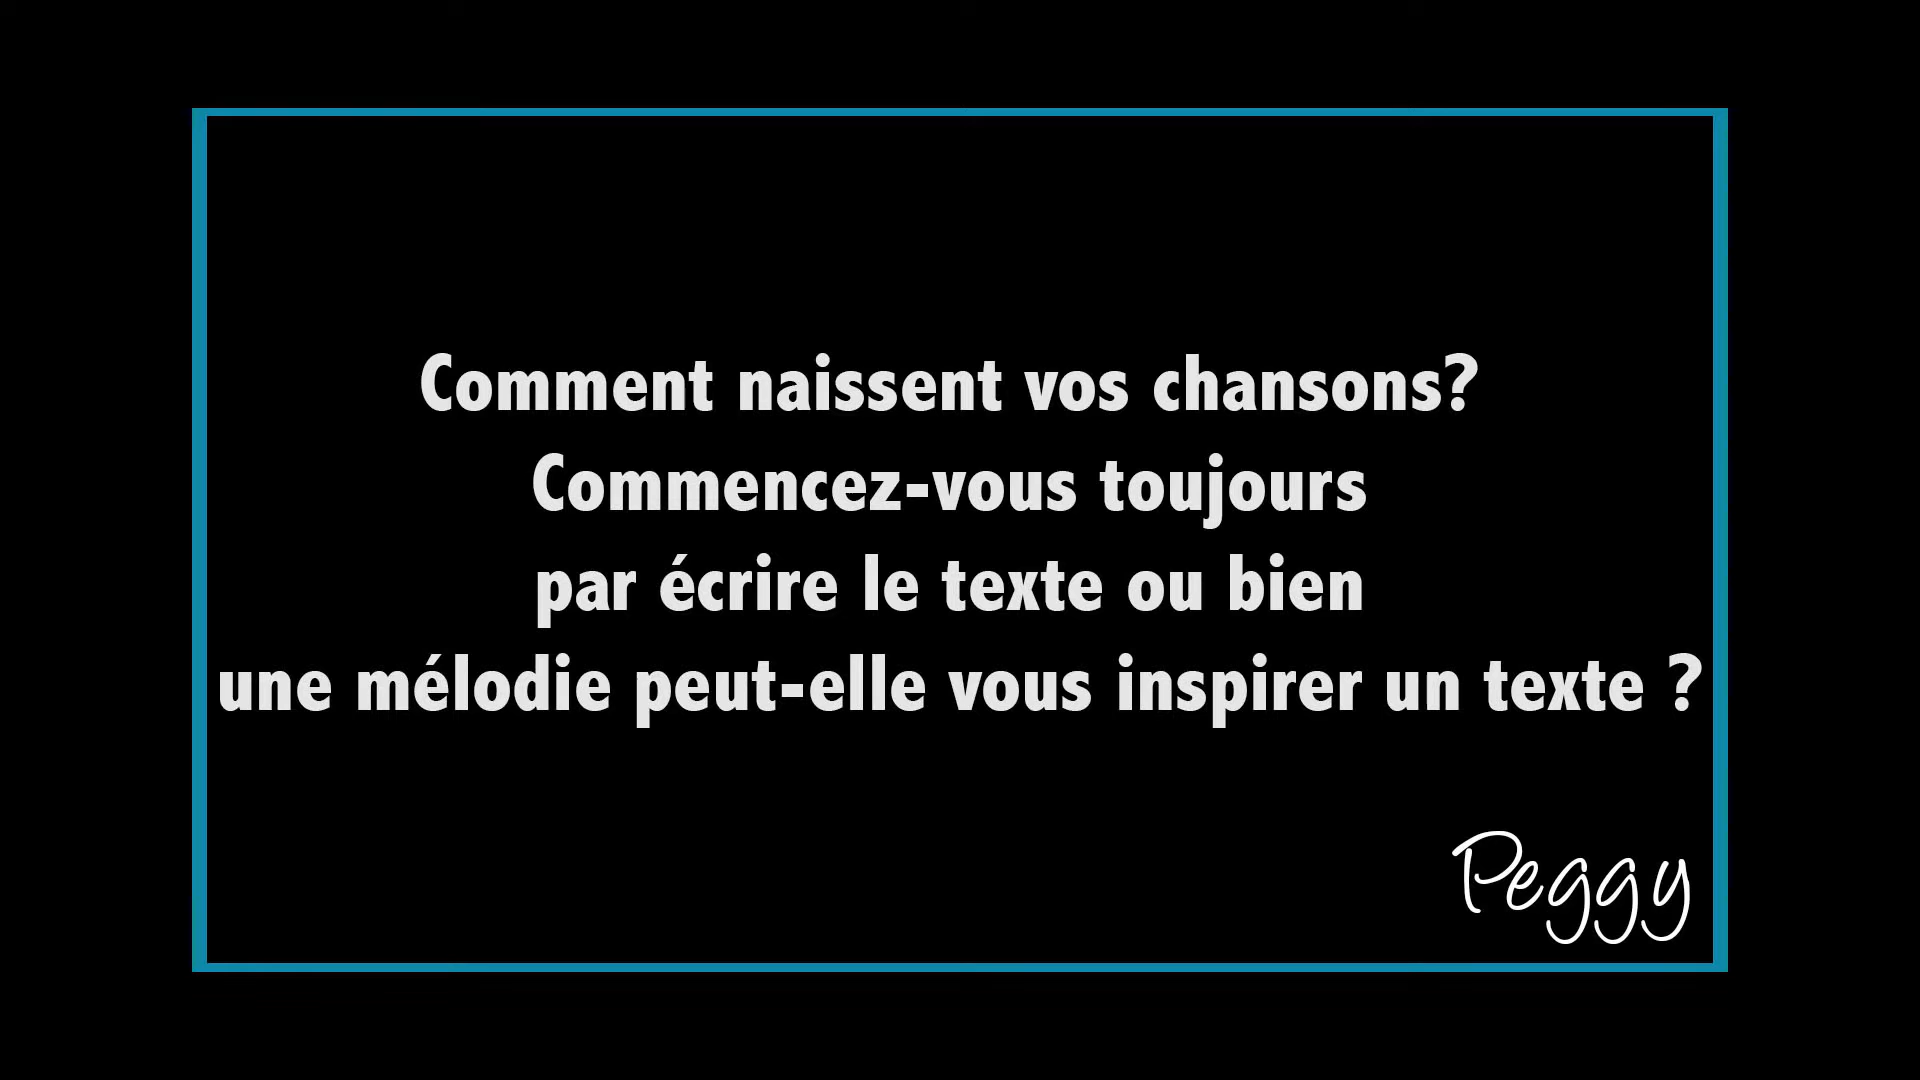 Comment naissent vos chansons?
Commencez-vous toujours
par écrire le texte ou bien
une mélodie peut-elle vous inspirer un texte ?
Peggy